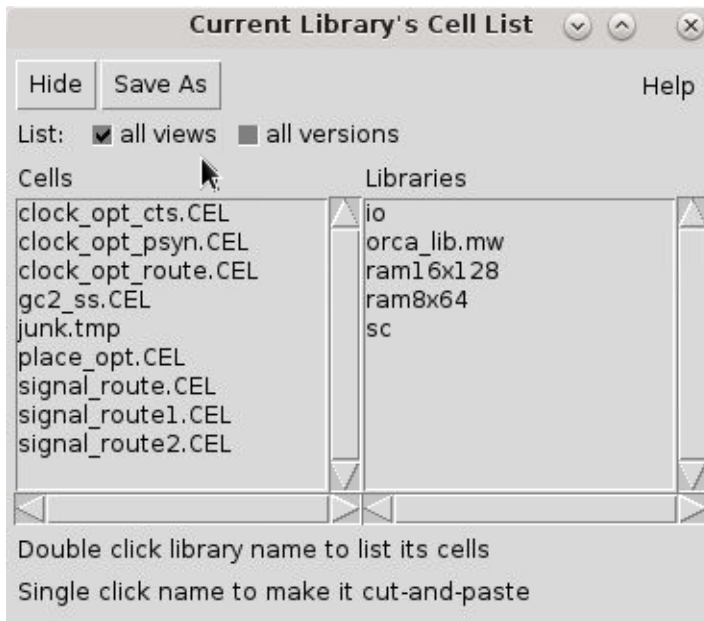 Current Library's Cell List
Hide Save As Help
List: all views all versions
Cells
clock_opt_cts.CEL
clock_opt_psyn.CEL
clock_opt_route.CEL
gc2_ss.CEL
junk.tmp
place_opt.CEL
signal_route.CEL
signal_route1.CEL
signal_route2.CEL
Libraries
io
orca_lib.mw
ram16x128
ram8x64
sc
Double click library name to list its cells
Single click name to make it cut-and-paste